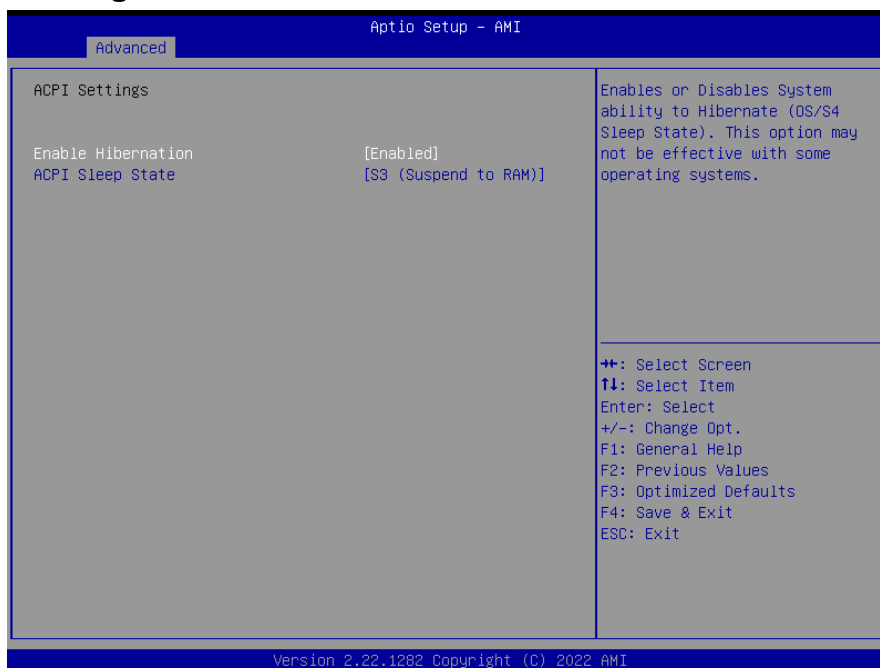 Aptio Setup - AMI
Advanced
ACPI Settings
Enable Hibernation [Enabled]
ACPI Sleep State [S3 (Suspend to RAM)]
Enables or Disables System
ability to Hibernate (OS/S4
Sleep State). This option may
not be effective with some
operating systems.
→←: Select Screen
↑↓: Select Item
Enter: Select
+/-: Change Opt.
F1: General Help
F2: Previous Values
F3: Optimized Defaults
F4: Save & Exit
ESC: Exit
Version 2.22.1282 Copyright (C) 2022 AMI